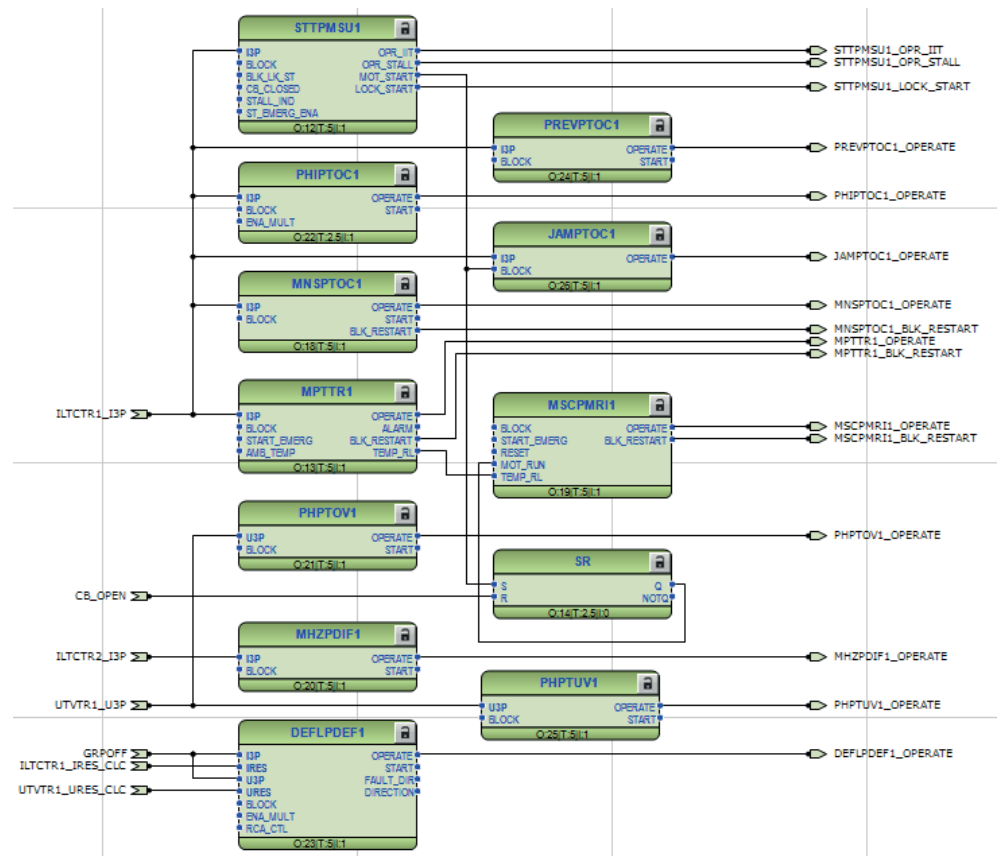 STTPMSU1
I3P OPR_IIT STTPMSU1_OPR_IIT
BLOCK OPR_STALL STTPMSU1_OPR_STALL
BLK_LK_ST MOT_START
CB_CLOSED LOCK_START STTPMSU1_LOCK_START
STALL_IND
ST_EMERG_ENA
O:12|T:5|I:1
PREVPTOC1
I3P OPERATE PREVPTOC1_OPERATE
BLOCK START
O:24|T:5|I:1
PHIPTOC1
I3P OPERATE PHIPTOC1_OPERATE
BLOCK START
ENA_MULT
O:22|T:2.5|I:1
JAMPTOC1
I3P OPERATE JAMPTOC1_OPERATE
BLOCK
O:26|T:5|I:1
MNSPTOC1
I3P OPERATE MNSPTOC1_OPERATE
BLOCK START
BLK_RESTART MNSPTOC1_BLK_RESTART
O:18|T:5|I:1
MPTTR1_OPERATE
MPTTR1_BLK_RESTART
MPTTR1
ILTCTR1_I3P I3P OPERATE
BLOCK ALARM
START_EMERG BLK_RESTART
AMB_TEMP TEMP_RL
O:13|T:5|I:1
MSCPMRI1
BLOCK OPERATE MSCPMRI1_OPERATE
START_EMERG BLK_RESTART MSCPMRI1_BLK_RESTART
RESET
MOT_RUN
TEMP_RL
O:19|T:5|I:1
PHPTOV1
U3P OPERATE PHPTOV1_OPERATE
BLOCK START
O:21|T:5|I:1
SR
S Q
CB_OPEN R NOTQ
O:14|T:2.5|I:0
MHZPDIF1
ILTCTR2_I3P I3P OPERATE MHZPDIF1_OPERATE
BLOCK START
O:20|T:5|I:1
PHPTUV1
UTVTR1_U3P U3P OPERATE PHPTUV1_OPERATE
BLOCK START
O:25|T:5|I:1
DEFLPDEF1
GRPOFF I3P OPERATE DEFLPDEF1_OPERATE
ILTCTR1_IRES_CLC IRES START
U3P FAULT_DIR
UTVTR1_URES_CLC URES DIRECTION
BLOCK
ENA_MULT
RCA_CTL
O:23|T:5|I:1